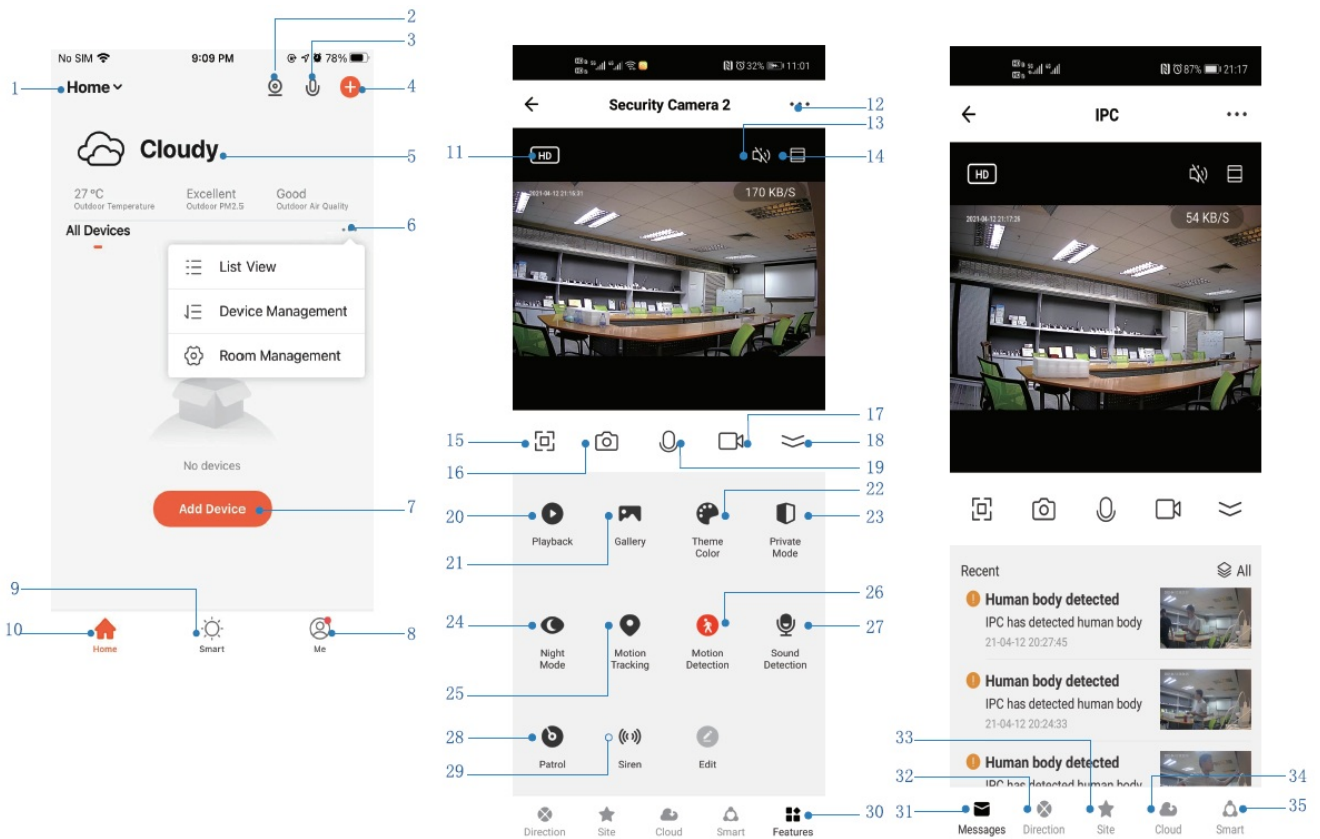 2
3
No SIM
9:09 PM
78%
1
Home
4
Cloudy
5
27 °C
Excellent
Good
Outdoor Temperature
Outdoor PM2.5
Outdoor Air Quality
All Devices
6
List View
Device Management
Room Management
No devices
Add Device
7
9
10
Home
Smart
Me
8
32%
11:01
Security Camera 2
12
13
11
HD
14
2021-04-12 21:16:31
170 KB/S
15
16
17
18
19
20
Playback
Gallery
Theme
Color
Private
Mode
21
22
23
24
Night
Mode
Motion
Tracking
Motion
Detection
Sound
Detection
25
26
27
28
Patrol
Siren
Edit
29
30
Direction
Site
Cloud
Smart
Features
87%
21:17
IPC
HD
2021-04-12 21:17:26
54 KB/S
Recent
All
Human body detected
IPC has detected human body
21-04-12 20:27:45
Human body detected
IPC has detected human body
21-04-12 20:24:33
Human body detected
IPC has detected human body
33
32
31
34
35
Messages
Direction
Site
Cloud
Smart